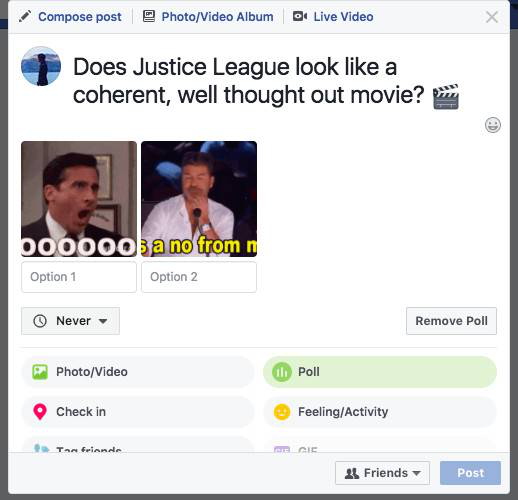 Compose post
Photo/Video Album
Live Video
Does Justice League look like a
coherent, well thought out movie? 🎬
OOOOOOO
s a no from m
Option 1
Option 2
Never
Remove Poll
Photo/Video
Poll
Check in
Feeling/Activity
Tag friends
GIF
Friends
Post